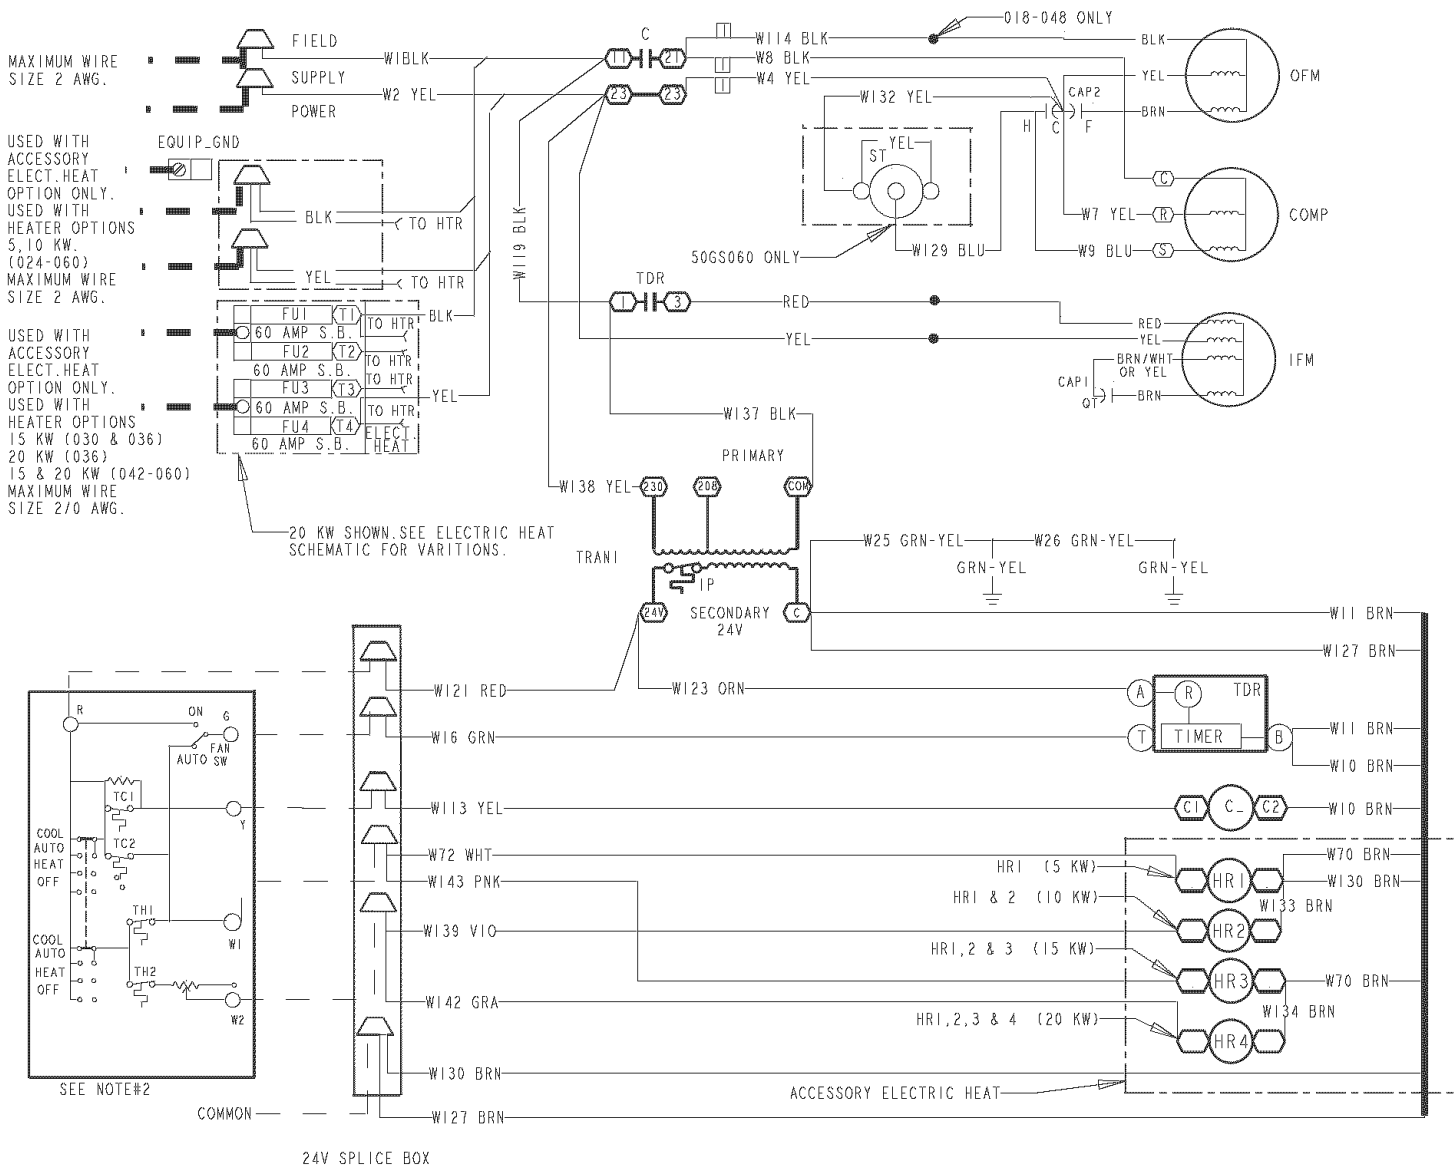 018-048 ONLY
C
FIELD
MAXIMUM WIRE
SIZE 2 AWG.
SUPPLY
POWER
W1BLK
W2 YEL
11
21
23
23
W114 BLK
W8 BLK
W4 YEL
BLK
YEL
BRN
OFM
W132 YEL
CAP2
H
C
F
YEL
ST
C
W7 YEL
R
W9 BLU
S
COMP
W129 BLU
50GS060 ONLY
USED WITH
ACCESSORY
ELECT.HEAT
OPTION ONLY.
USED WITH
HEATER OPTIONS
5,10 KW.
(024-060)
MAXIMUM WIRE
SIZE 2 AWG.
EQUIP_GND
BLK
TO HTR
YEL
TO HTR
W119 BLK
TDR
1
3
RED
YEL
RED
YEL
BRN/WHT
OR YEL
CAP1
QT
BRN
IFM
USED WITH
ACCESSORY
ELECT.HEAT
OPTION ONLY.
USED WITH
HEATER OPTIONS
15 KW (030 & 036)
20 KW (036)
15 & 20 KW (042-060)
MAXIMUM WIRE
SIZE 2/0 AWG.
FU1
T1
BLK
60 AMP S.B.
TO HTR
FU2
T2
TO HTR
60 AMP S.B.
TO HTR
FU3
T3
YEL
60 AMP S.B.
TO HTR
FU4
T4
60 AMP S.B.
ELECT.
HEAT
W137 BLK
PRIMARY
W138 YEL
230
208
COM
20 KW SHOWN.SEE ELECTRIC HEAT
SCHEMATIC FOR VARITIONS.
TRAN1
IP
24V
SECONDARY
24V
C
W25 GRN-YEL
W26 GRN-YEL
GRN-YEL
GRN-YEL
W11 BRN
W127 BRN
W121 RED
W123 ORN
A
R
TDR
W16 GRN
T
TIMER
B
W11 BRN
W10 BRN
R
ON
G
AUTO
FAN
SW
W113 YEL
C1
C_
C2
W10 BRN
TC1
Y
COOL
AUTO
HEAT
OFF
TC2
W72 WHT
W143 PNK
W139 VIO
W142 GRA
W130 BRN
W127 BRN
HR1 (5 KW)
HR1
W70 BRN
W130 BRN
W133 BRN
HR1 & 2 (10 KW)
HR2
HR1,2 & 3 (15 KW)
HR3
W70 BRN
W134 BRN
HR1,2,3 & 4 (20 KW)
HR4
TH1
W1
COOL
AUTO
HEAT
OFF
TH2
W2
ACCESSORY ELECTRIC HEAT
SEE NOTE#2
COMMON
24V SPLICE BOX